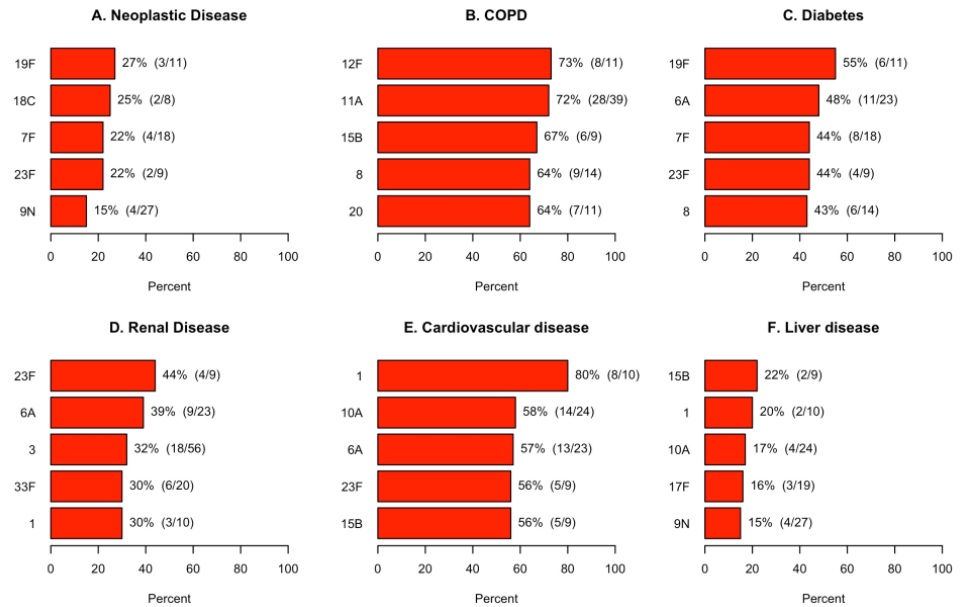 A. Neoplastic Disease
19F 27% (3/11)
18C 25% (2/8)
7F 22% (4/18)
23F 22% (2/9)
9N 15% (4/27)
0 20 40 60 80 100
Percent
B. COPD
12F 73% (8/11)
11A 72% (28/39)
15B 67% (6/9)
8 64% (9/14)
20 64% (7/11)
0 20 40 60 80 100
Percent
C. Diabetes
19F 55% (6/11)
6A 48% (11/23)
7F 44% (8/18)
23F 44% (4/9)
8 43% (6/14)
0 20 40 60 80 100
Percent
D. Renal Disease
23F 44% (4/9)
6A 39% (9/23)
3 32% (18/56)
33F 30% (6/20)
1 30% (3/10)
0 20 40 60 80 100
Percent
E. Cardiovascular disease
1 80% (8/10)
10A 58% (14/24)
6A 57% (13/23)
23F 56% (5/9)
15B 56% (5/9)
0 20 40 60 80 100
Percent
F. Liver disease
15B 22% (2/9)
1 20% (2/10)
10A 17% (4/24)
17F 16% (3/19)
9N 15% (4/27)
0 20 40 60 80 100
Percent